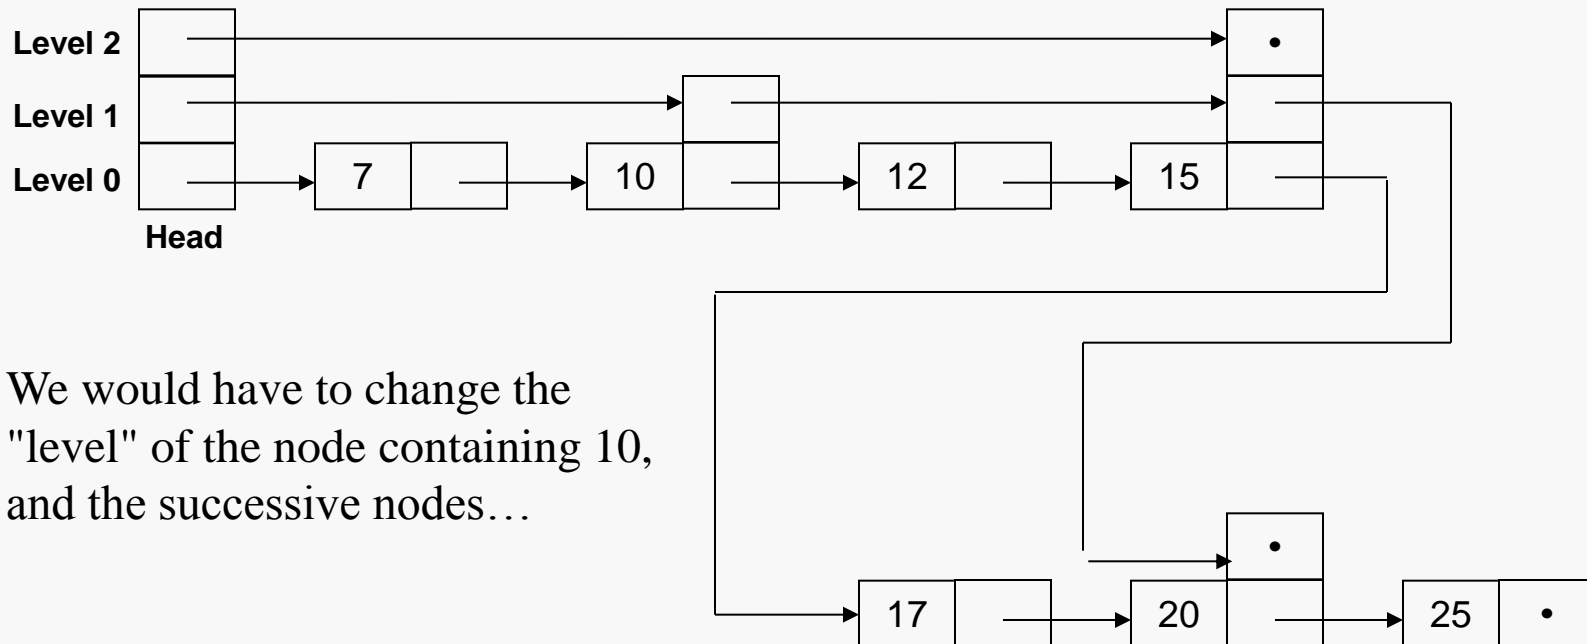 Level 2 •
Level 1
Level 0 7 10 12 15
Head
We would have to change the
"level" of the node containing 10,
and the successive nodes…
•
17 20 25 •